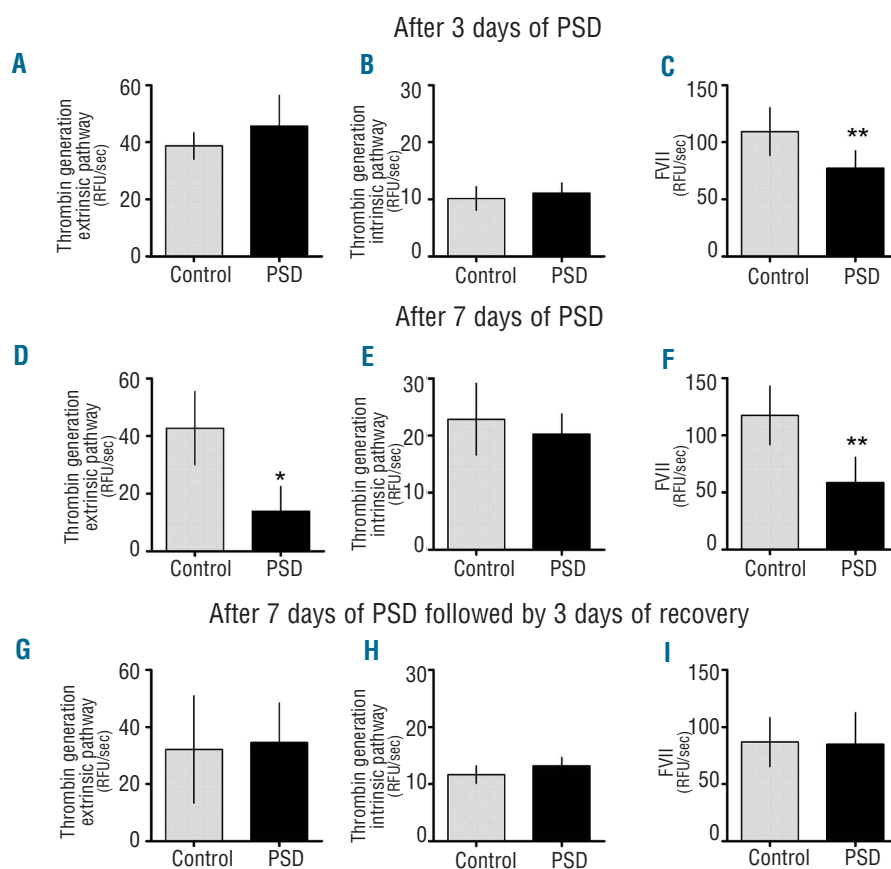 After 3 days of PSD
A
Thrombin generation
extrinsic pathway
(RFU/sec)
60
40
20
0
Control PSD
B
Thrombin generation
intrinsic pathway
(RFU/sec)
30
20
10
0
Control PSD
C
FVII
(RFU/sec)
150
100
50
0
**
Control PSD
After 7 days of PSD
D
Thrombin generation
extrinsic pathway
(RFU/sec)
60
40
20
0
*
Control PSD
E
Thrombin generation
intrinsic pathway
(RFU/sec)
30
20
10
0
Control PSD
F
FVII
(RFU/sec)
150
100
50
0
**
Control PSD
After 7 days of PSD followed by 3 days of recovery
G
Thrombin generation
extrinsic pathway
(RFU/sec)
60
40
20
0
Control PSD
H
Thrombin generation
intrinsic pathway
(RFU/sec)
30
20
10
0
Control PSD
I
FVII
(RFU/sec)
150
100
50
0
Control PSD